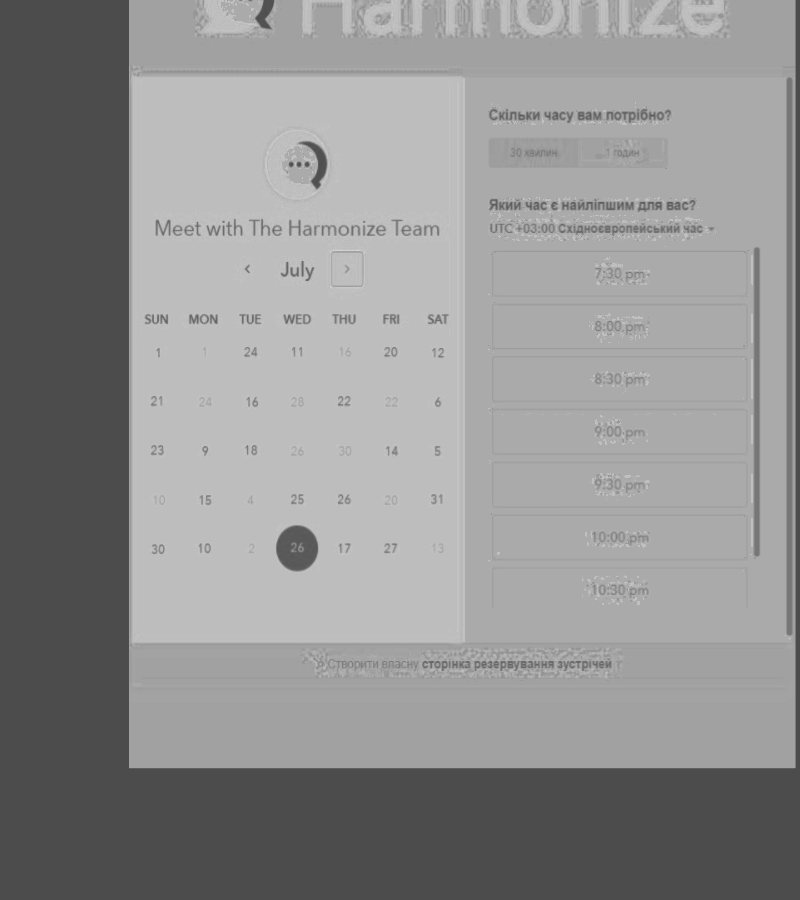 Harmonize
Meet with The Harmonize Team
July
SUN MON TUE WED THU FRI SAT
1 1 24 11 16 20 12
21 24 16 28 22 22 6
23 9 18 26 30 14 5
10 15 4 25 26 20 31
30 10 2 26 17 27 13
Скільки часу вам потрібно?
30 хвилин 1 годин
Який час є найліпшим для вас?
UTC +03:00 Східноєвропейський час
7:30 pm
8:00 pm
8:30 pm
9:00 pm
9:30 pm
10:00 pm
10:30 pm
Створити власну сторінка резервування зустрічей